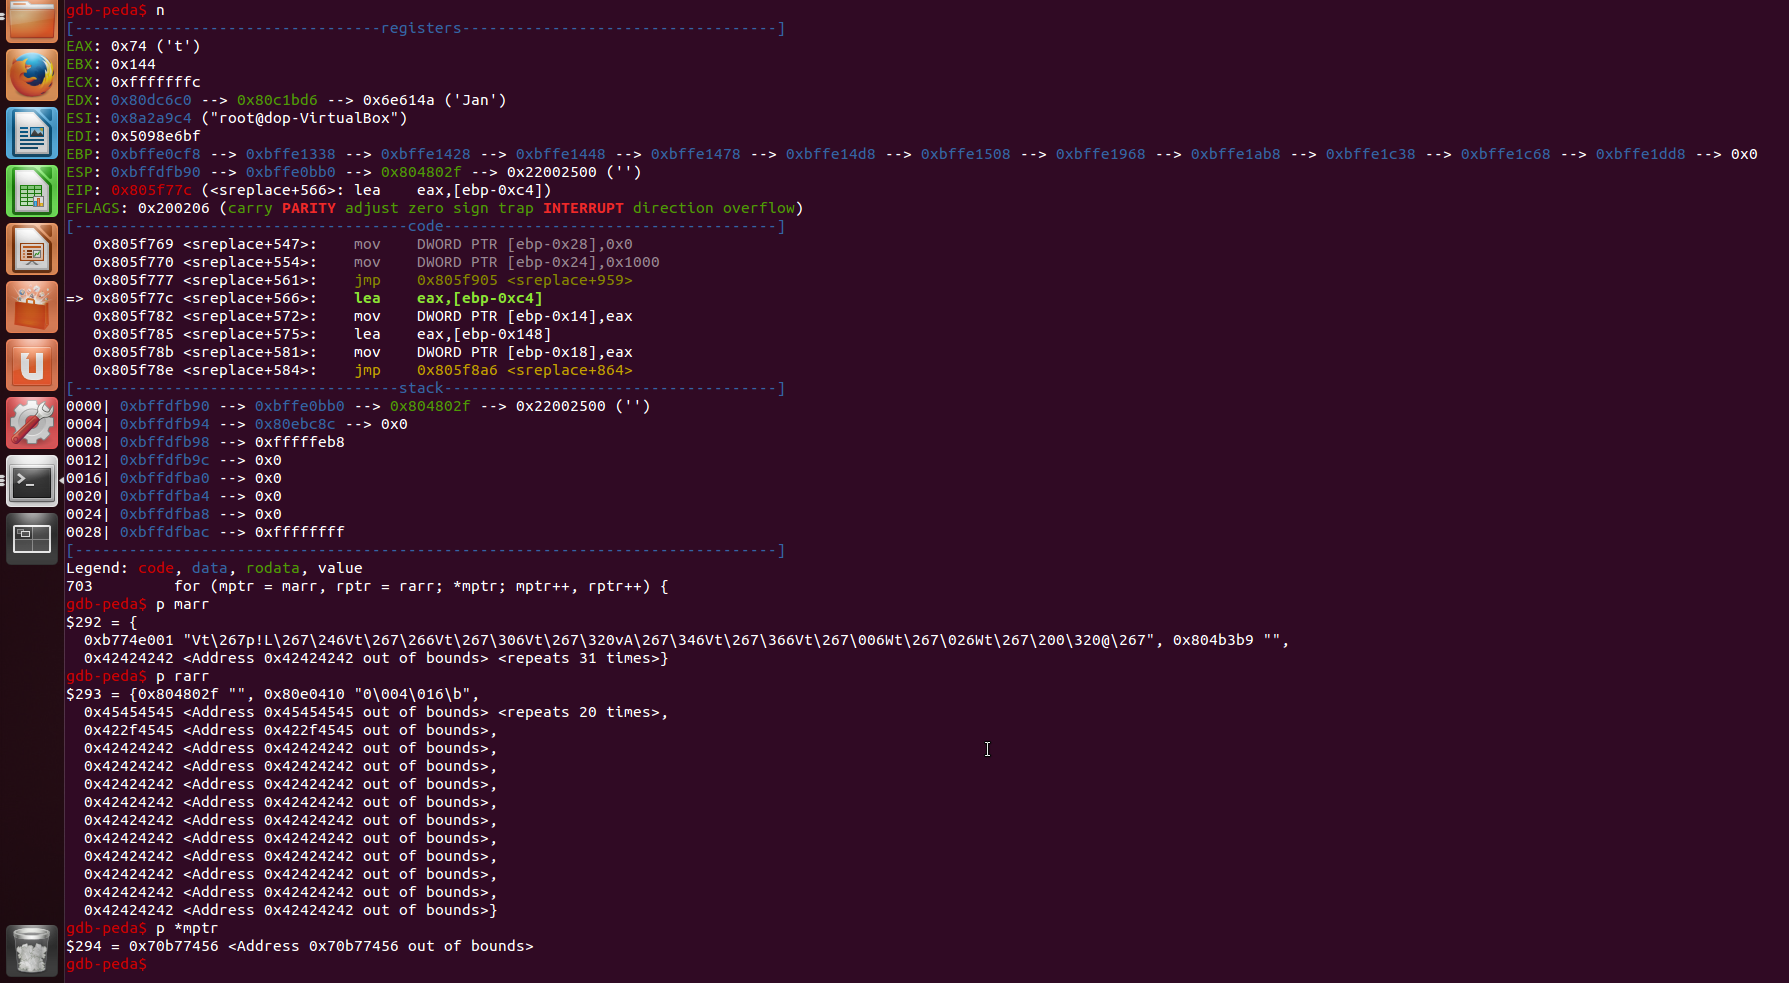 gdb-peda$ n
[----------------------------------registers-----------------------------------]
EAX: 0x74 ('t')
EBX: 0x144
ECX: 0xfffffffc
EDX: 0x80dc6c0 --> 0x80c1bd6 --> 0x6e614a ('Jan')
ESI: 0x8a2a9c4 ("root@dop-VirtualBox")
EDI: 0x5098e6bf
EBP: 0xbffe0cf8 --> 0xbffe1338 --> 0xbffe1428 --> 0xbffe1448 --> 0xbffe1478 --> 0xbffe14d8 --> 0xbffe1508 --> 0xbffe1968 --> 0xbffe1ab8 --> 0xbffe1c38 --> 0xbffe1c68 --> 0xbffe1dd8 --> 0x0
ESP: 0xbffdfb90 --> 0xbffe0bb0 --> 0x804802f --> 0x22002500 ('')
EIP: 0x805f77c (<sreplace+566>: lea    eax,[ebp-0xc4])
EFLAGS: 0x200206 (carry PARITY adjust zero sign trap INTERRUPT direction overflow)
[-------------------------------------code-------------------------------------]
   0x805f769 <sreplace+547>:    mov    DWORD PTR [ebp-0x28],0x0
   0x805f770 <sreplace+554>:    mov    DWORD PTR [ebp-0x24],0x1000
   0x805f777 <sreplace+561>:    jmp    0x805f905 <sreplace+959>
=> 0x805f77c <sreplace+566>:    lea    eax,[ebp-0xc4]
   0x805f782 <sreplace+572>:    mov    DWORD PTR [ebp-0x14],eax
   0x805f785 <sreplace+575>:    lea    eax,[ebp-0x148]
   0x805f78b <sreplace+581>:    mov    DWORD PTR [ebp-0x18],eax
   0x805f78e <sreplace+584>:    jmp    0x805f8a6 <sreplace+864>
[------------------------------------stack-------------------------------------]
0000| 0xbffdfb90 --> 0xbffe0bb0 --> 0x804802f --> 0x22002500 ('')
0004| 0xbffdfb94 --> 0x80ebc8c --> 0x0
0008| 0xbffdfb98 --> 0xfffffeb8
0012| 0xbffdfb9c --> 0x0
0016| 0xbffdfba0 --> 0x0
0020| 0xbffdfba4 --> 0x0
0024| 0xbffdfba8 --> 0x0
0028| 0xbffdfbac --> 0xffffffff
[------------------------------------------------------------------------------]
Legend: code, data, rodata, value
703         for (mptr = marr, rptr = rarr; *mptr; mptr++, rptr++) {
gdb-peda$ p marr
$292 = {
  0xb774e001 "Vt\267p!L\267\246Vt\267\266Vt\267\306Vt\267\320vA\267\346Vt\267\366Vt\267\006Wt\267\026Wt\267\200\320@\267", 0x804b3b9 "",
  0x42424242 <Address 0x42424242 out of bounds> <repeats 31 times>}
gdb-peda$ p rarr
$293 = {0x804802f "", 0x80e0410 "0\004\016\b",
  0x45454545 <Address 0x45454545 out of bounds> <repeats 20 times>,
  0x422f4545 <Address 0x422f4545 out of bounds>,
  0x42424242 <Address 0x42424242 out of bounds>,
  0x42424242 <Address 0x42424242 out of bounds>,
  0x42424242 <Address 0x42424242 out of bounds>,
  0x42424242 <Address 0x42424242 out of bounds>,
  0x42424242 <Address 0x42424242 out of bounds>,
  0x42424242 <Address 0x42424242 out of bounds>,
  0x42424242 <Address 0x42424242 out of bounds>,
  0x42424242 <Address 0x42424242 out of bounds>,
  0x42424242 <Address 0x42424242 out of bounds>,
  0x42424242 <Address 0x42424242 out of bounds>}
gdb-peda$ p *mptr
$294 = 0x70b77456 <Address 0x70b77456 out of bounds>
gdb-peda$